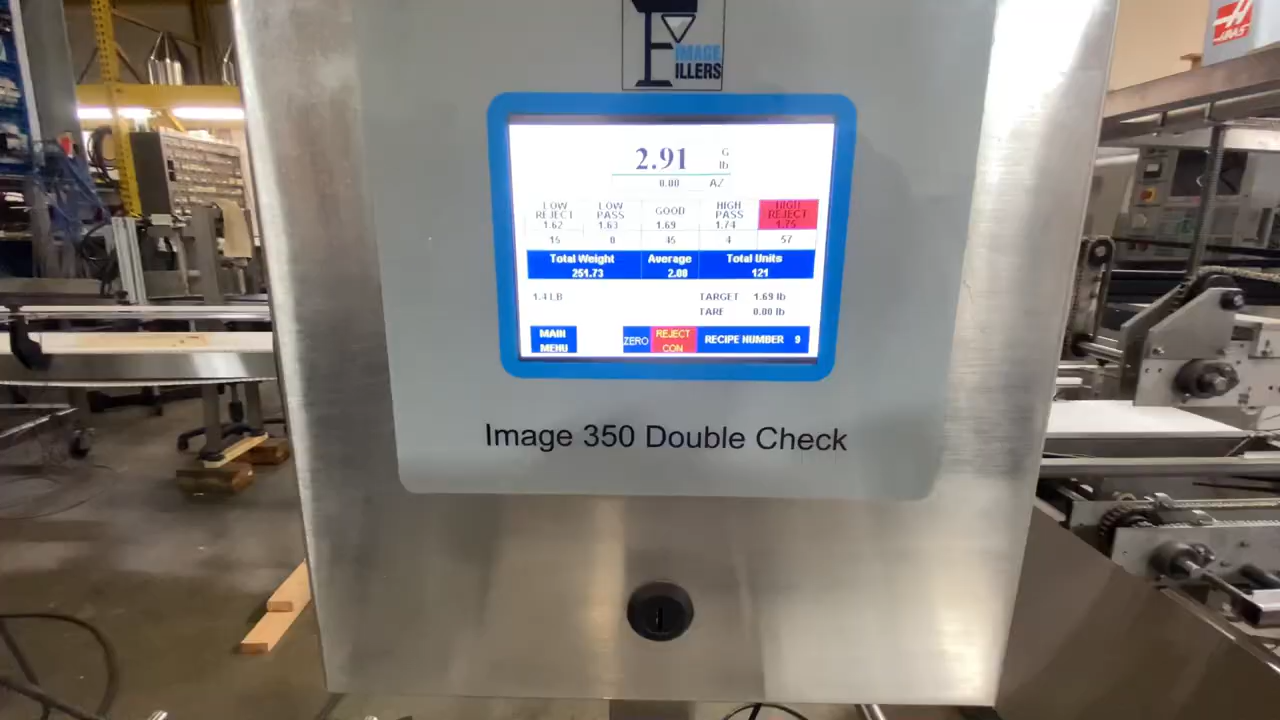 IMAGE
FILLERS
HAAS
2.91 G lb
0.00 AZ
LOW REJECT LOW PASS GOOD HIGH PASS HIGH REJECT
1.62 1.63 1.69 1.74 1.75
15 0 45 4 57
Total Weight Average Total Units
251.73 2.08 121
1.4 LB TARGET 1.69 lb
TARE 0.00 lb
MAIN MENU ZERO REJECT CON RECIPE NUMBER 9
Image 350 Double Check